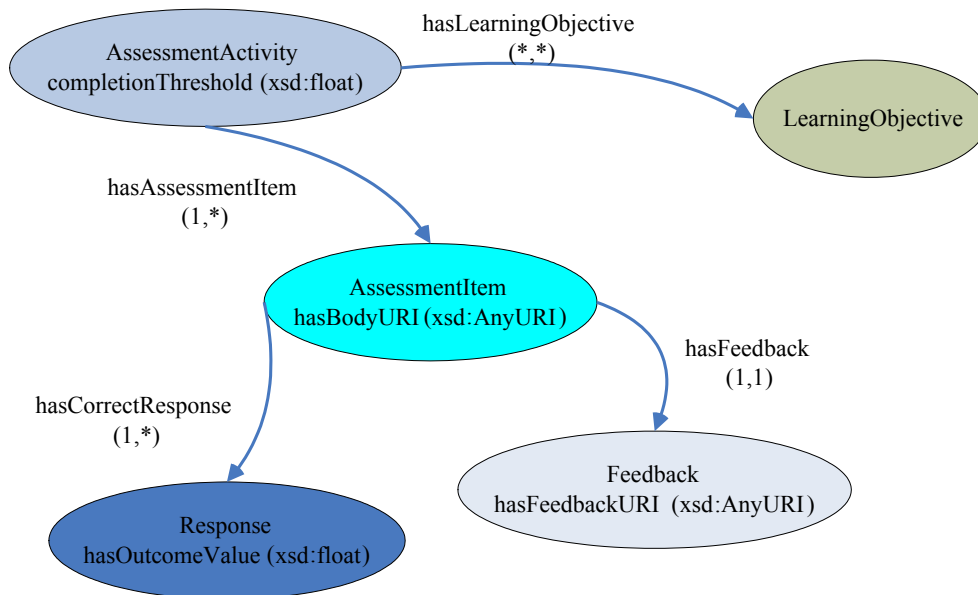 hasLearningObjective
(*,*)
AssessmentActivity
completionThreshold (xsd:float)
LearningObjective
hasAssessmentItem
(1,*)
AssessmentItem
hasBodyURI (xsd:AnyURI)
hasFeedback
(1,1)
hasCorrectResponse
(1,*)
Feedback
hasFeedbackURI (xsd:AnyURI)
Response
hasOutcomeValue (xsd:float)